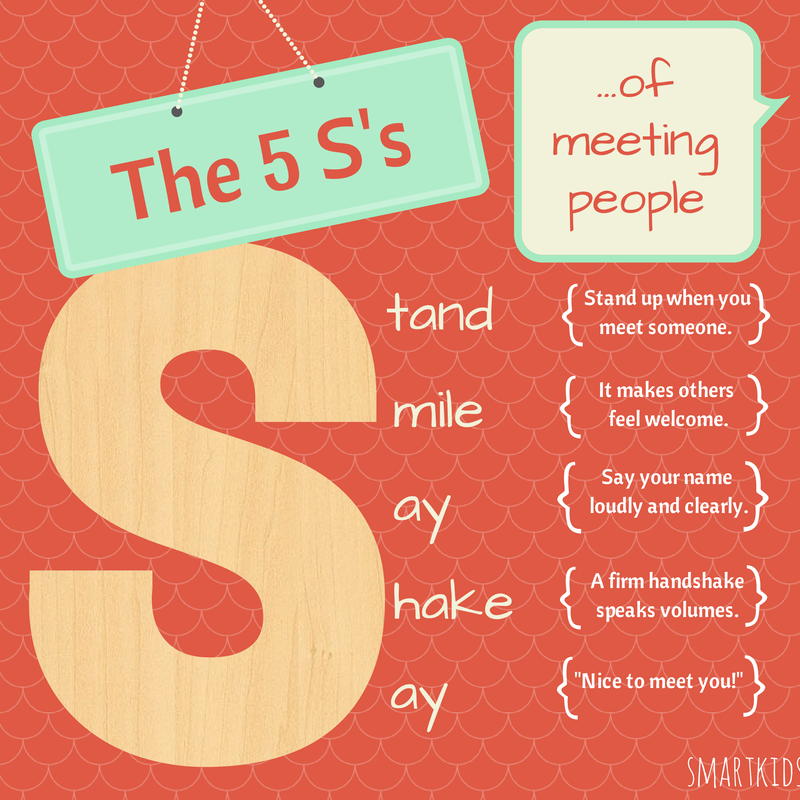 The 5 S's
...of
meeting
people
S
tand
{Stand up when you
meet someone.}
mile
{It makes others
feel welcome.}
ay
{Say your name
loudly and clearly.}
hake
{A firm handshake
speaks volumes.}
ay
{"Nice to meet you!"}
SMARTKIDS